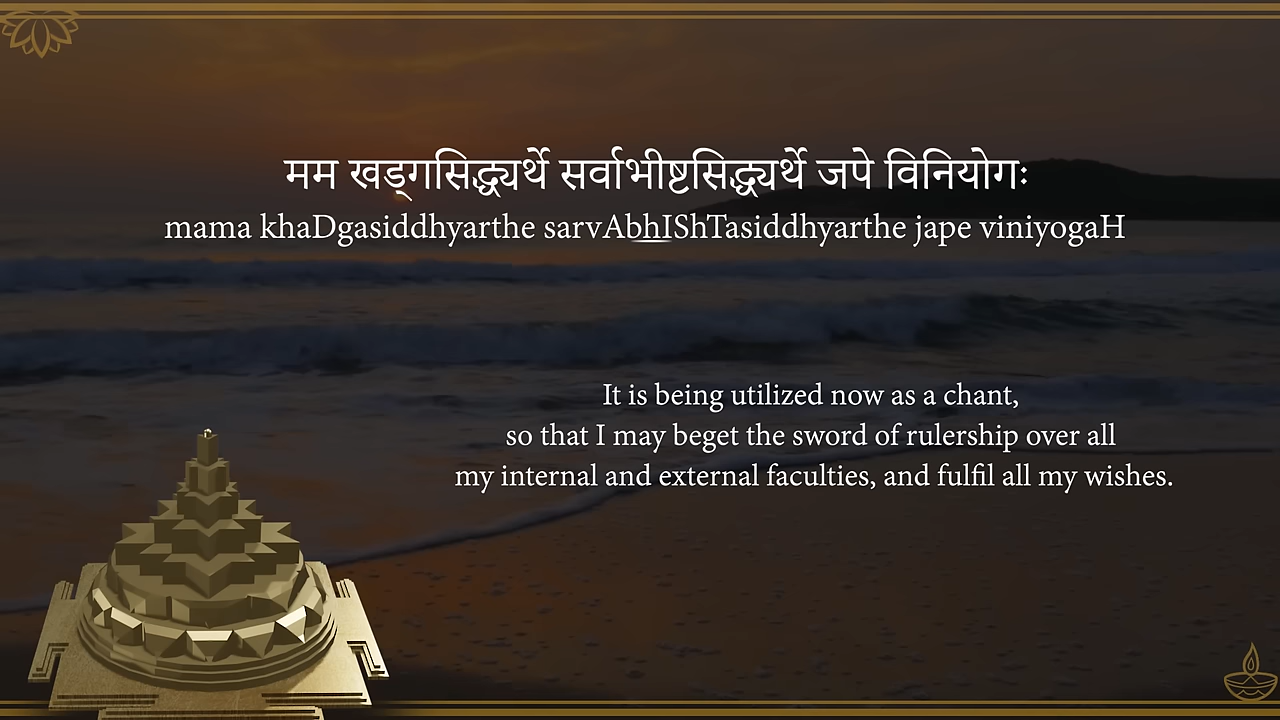 मम खड्गसिद्ध्यर्थे सर्वाभीष्टसिद्ध्यर्थे जपे विनियोगः
mama khaDgasiddhyarthe sarvAbhIShTasiddhyarthe jape viniyogaH
It is being utilized now as a chant,
so that I may beget the sword of rulership over all
my internal and external faculties, and fulfil all my wishes.